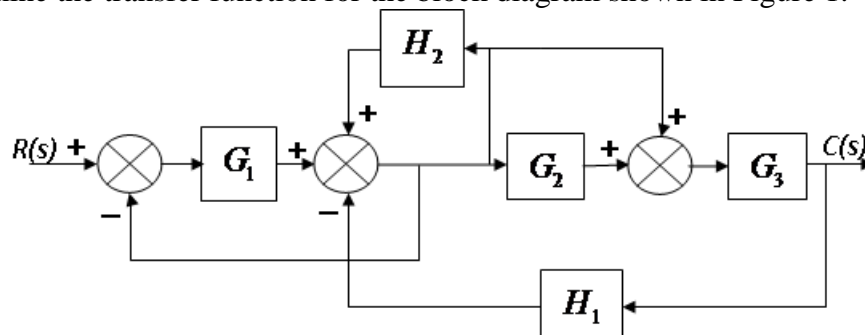 the transfer function for the block diagram shown in Figure 1.
H₂
+
+
R(s) + G₁ + + G₂ + G₃ C(s)
− −
H₁